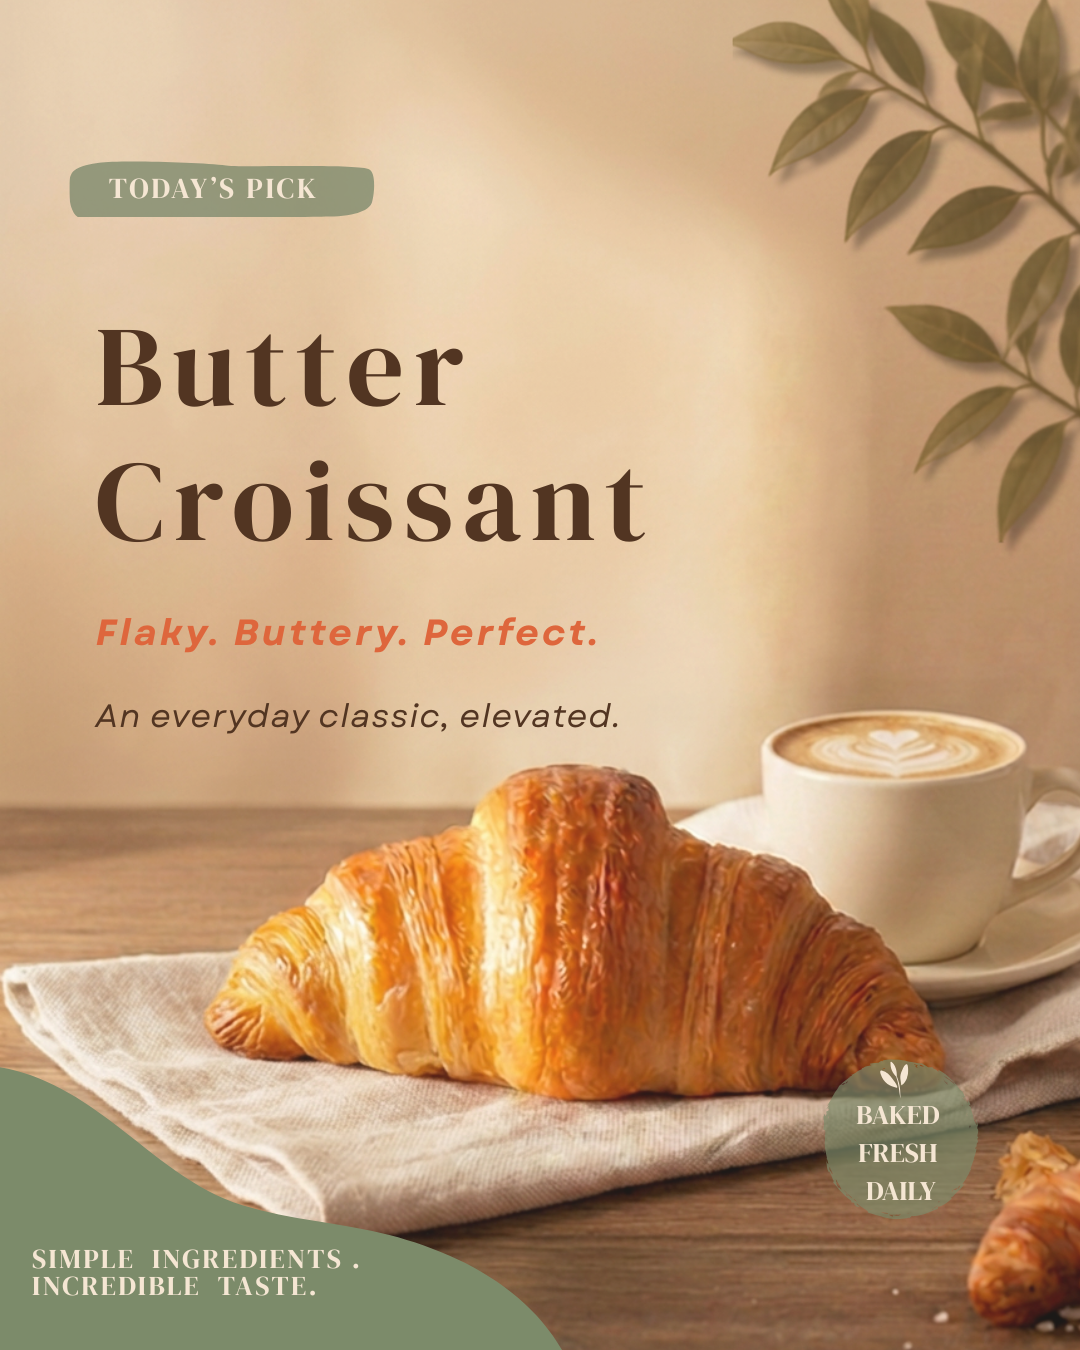 TODAY’S PICK
Butter
Croissant
Flaky. Buttery. Perfect.
An everyday classic, elevated.
BAKED
FRESH
DAILY
SIMPLE INGREDIENTS .
INCREDIBLE TASTE.